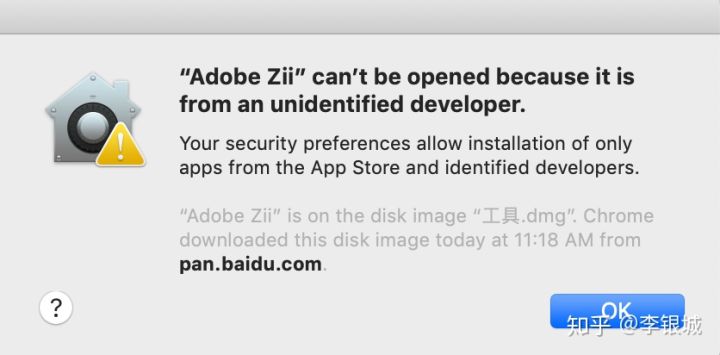 “Adobe Zii” can’t be opened because it is
from an unidentified developer.
Your security preferences allow installation of only
apps from the App Store and identified developers.
“Adobe Zii” is on the disk image “工具.dmg”. Chrome
downloaded this disk image today at 11:18 AM from
pan.baidu.com.
?
OK
知乎 @李银城